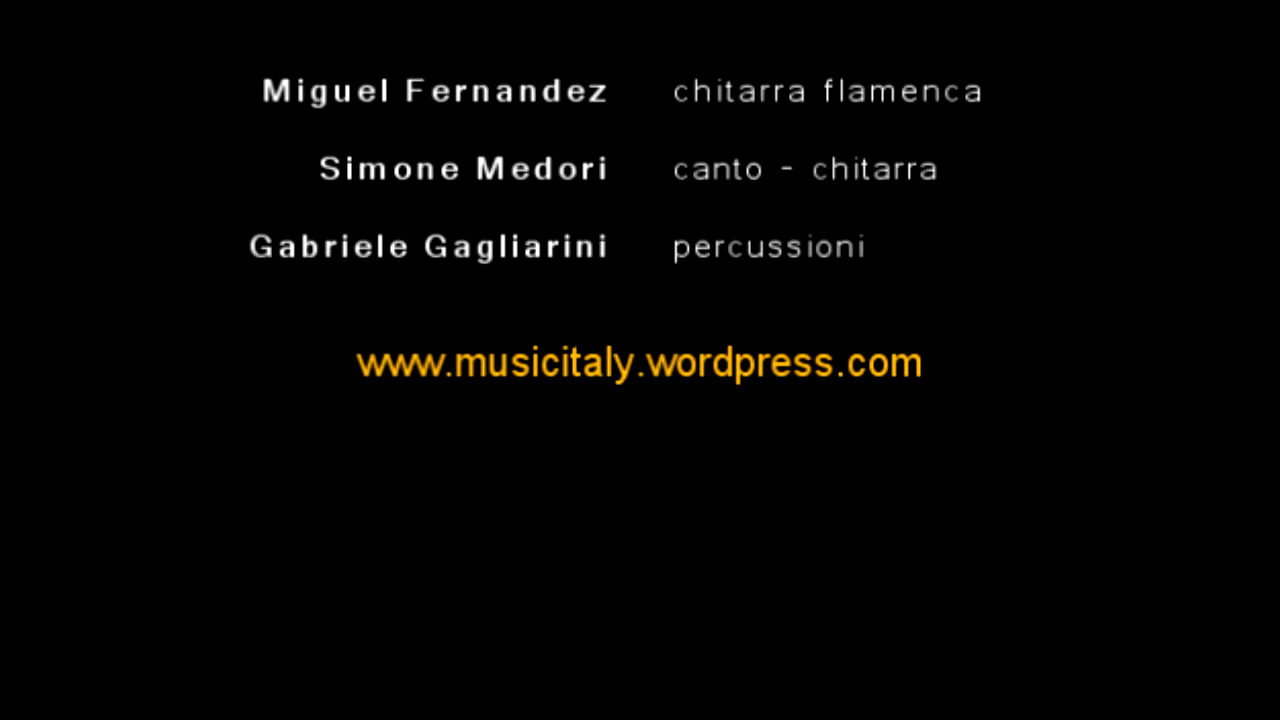 Miguel Fernandez chitarra flamenca
Simone Medori canto - chitarra
Gabriele Gagliarini percussioni
www.musicitaly.wordpress.com